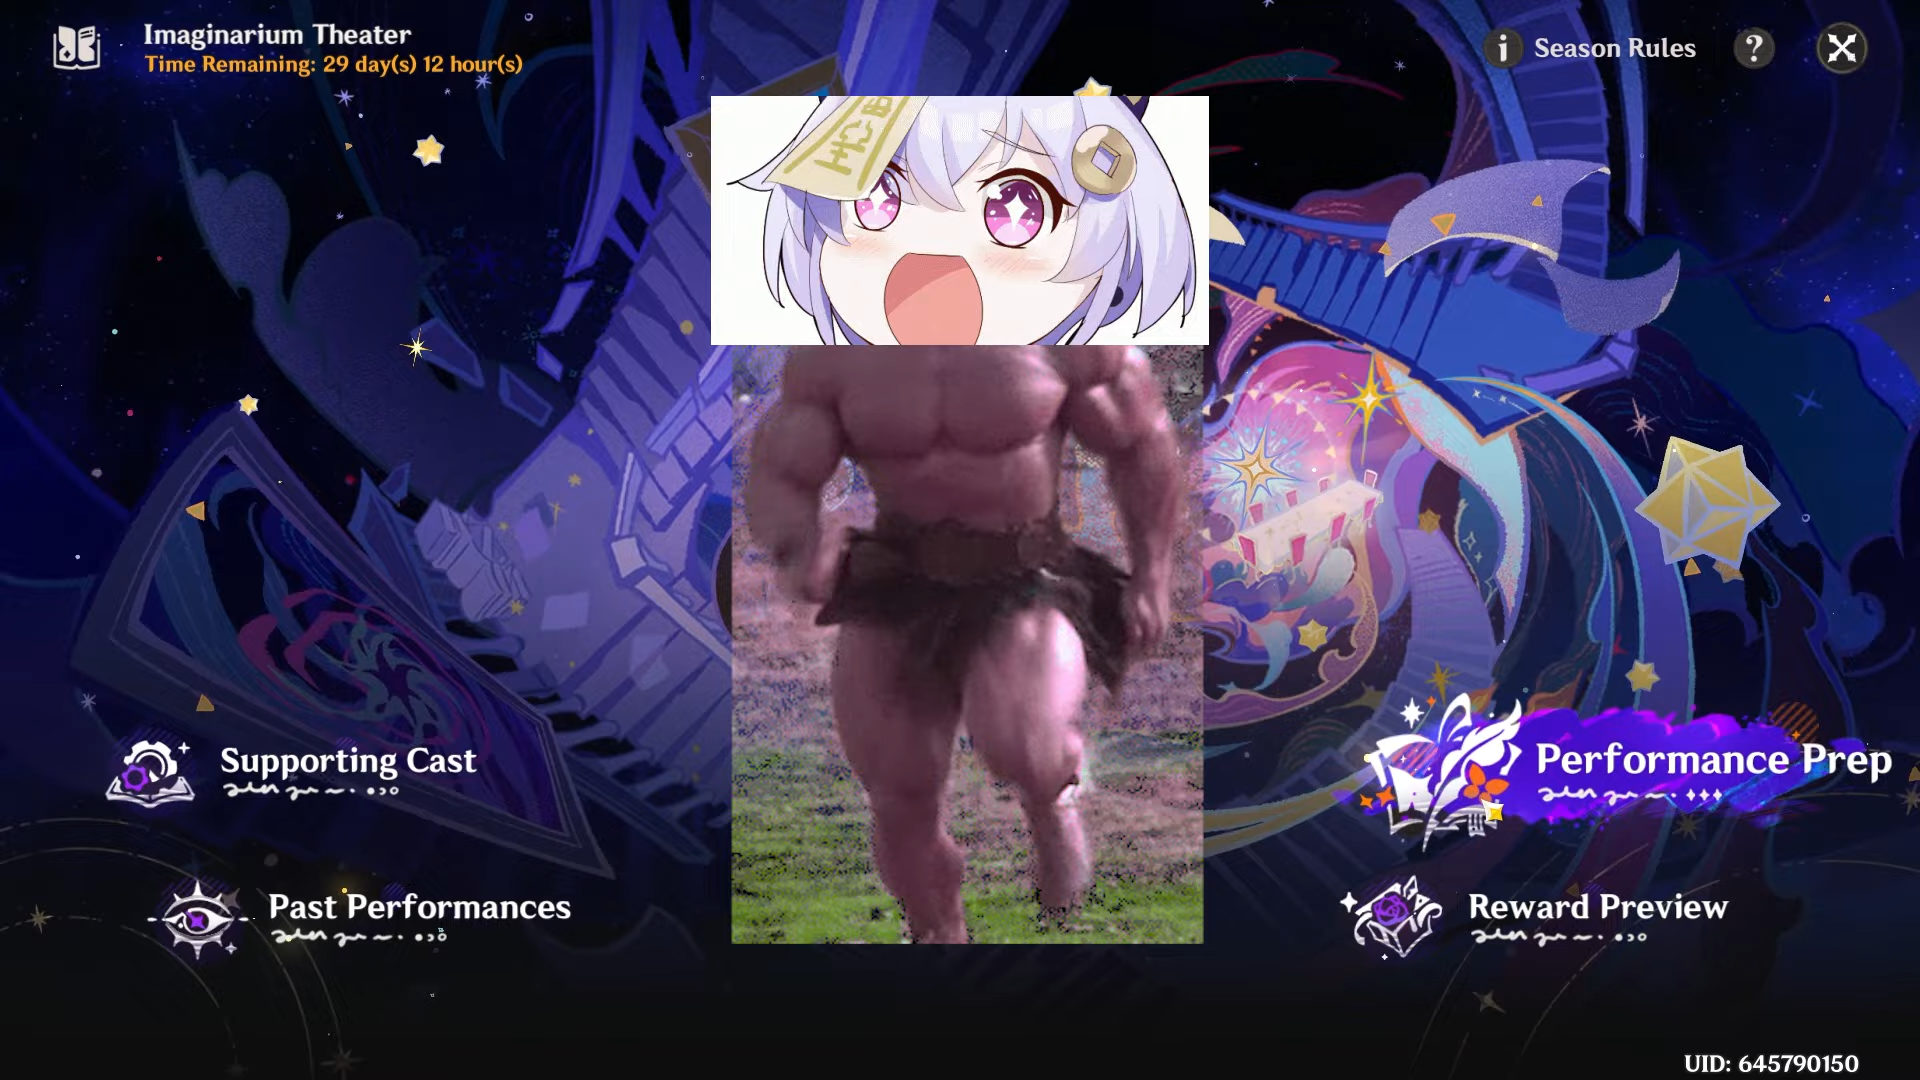 Imaginarium Theater
Time Remaining: 29 day(s) 12 hour(s)
Season Rules
Supporting Cast
Performance Prep
Past Performances
Reward Preview
UID: 645790150